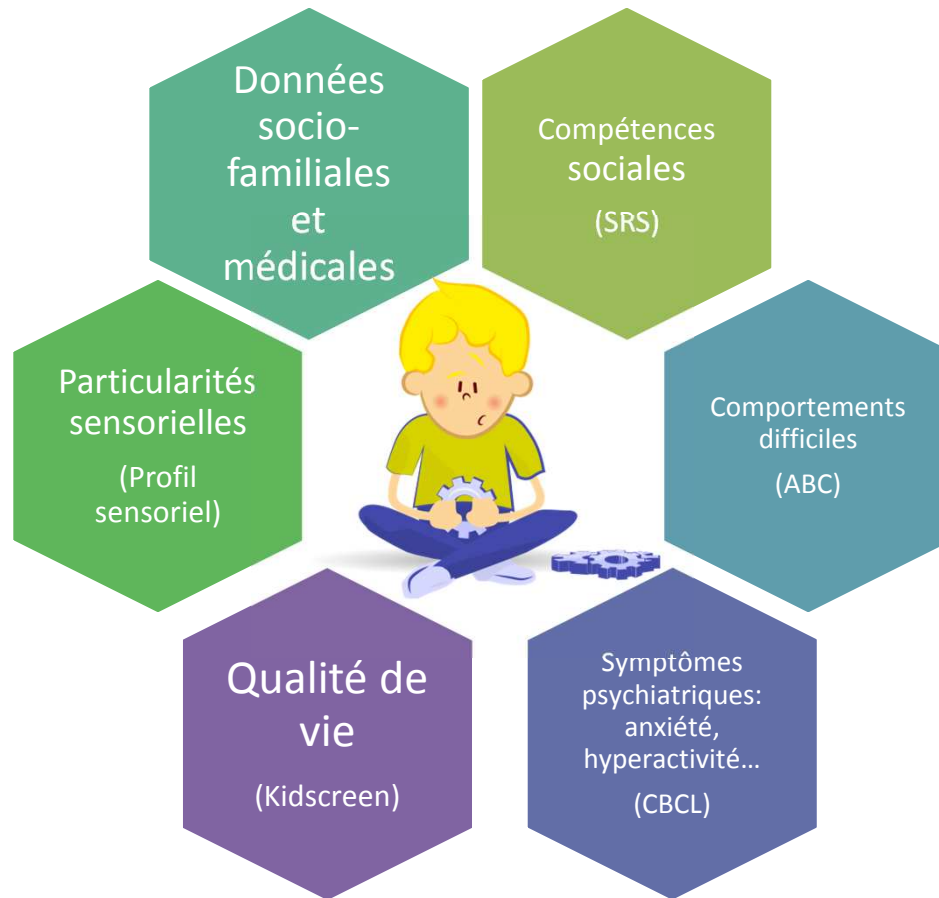 Données
socio-
familiales
et
médicales
Compétences
sociales
(SRS)
Particularités
sensorielles
(Profil
sensoriel)
Comportements
difficiles
(ABC)
Qualité de
vie
(Kidscreen)
Symptômes
psychiatriques:
anxiété,
hyperactivité…
(CBCL)